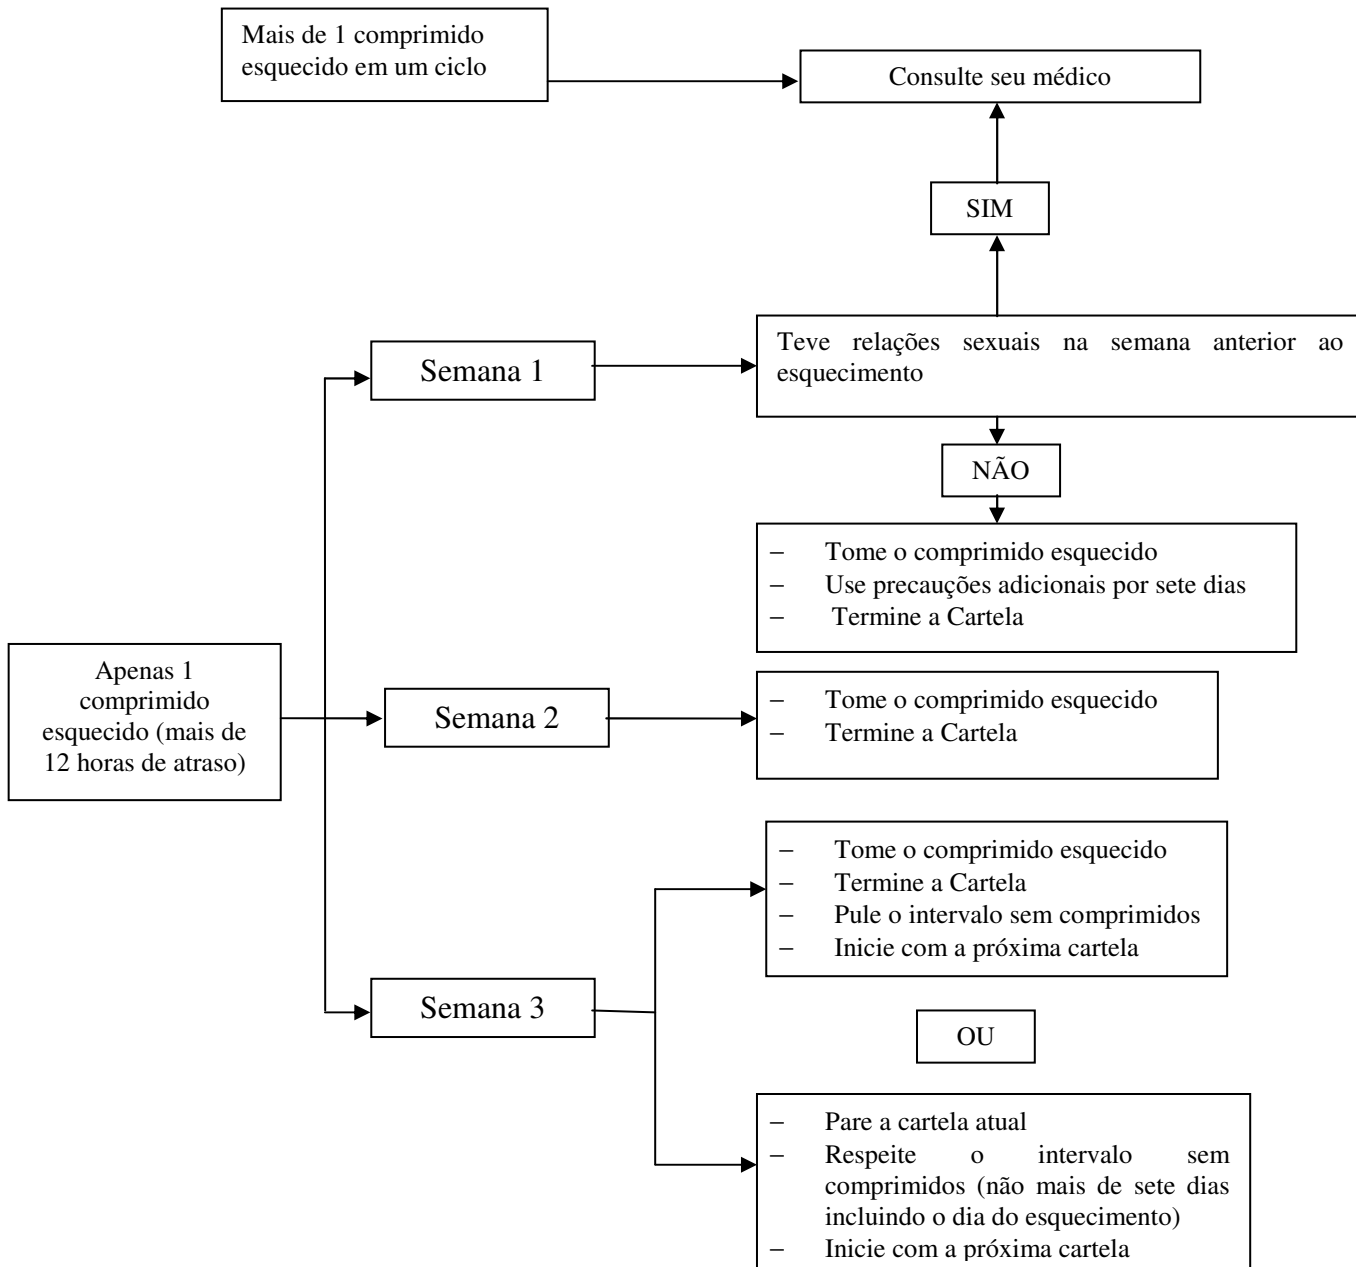 Mais de 1 comprimido
esquecido em um ciclo
Consulte seu médico
SIM
Teve relações sexuais na semana anterior ao
esquecimento
Semana 1
NÃO
– Tome o comprimido esquecido
– Use precauções adicionais por sete dias
– Termine a Cartela
Apenas 1
comprimido
esquecido (mais de
12 horas de atraso)
Semana 2
– Tome o comprimido esquecido
– Termine a Cartela
– Tome o comprimido esquecido
– Termine a Cartela
– Pule o intervalo sem comprimidos
– Inicie com a próxima cartela
Semana 3
OU
– Pare a cartela atual
– Respeite o intervalo sem
comprimidos (não mais de sete dias
incluindo o dia do esquecimento)
– Inicie com a próxima cartela